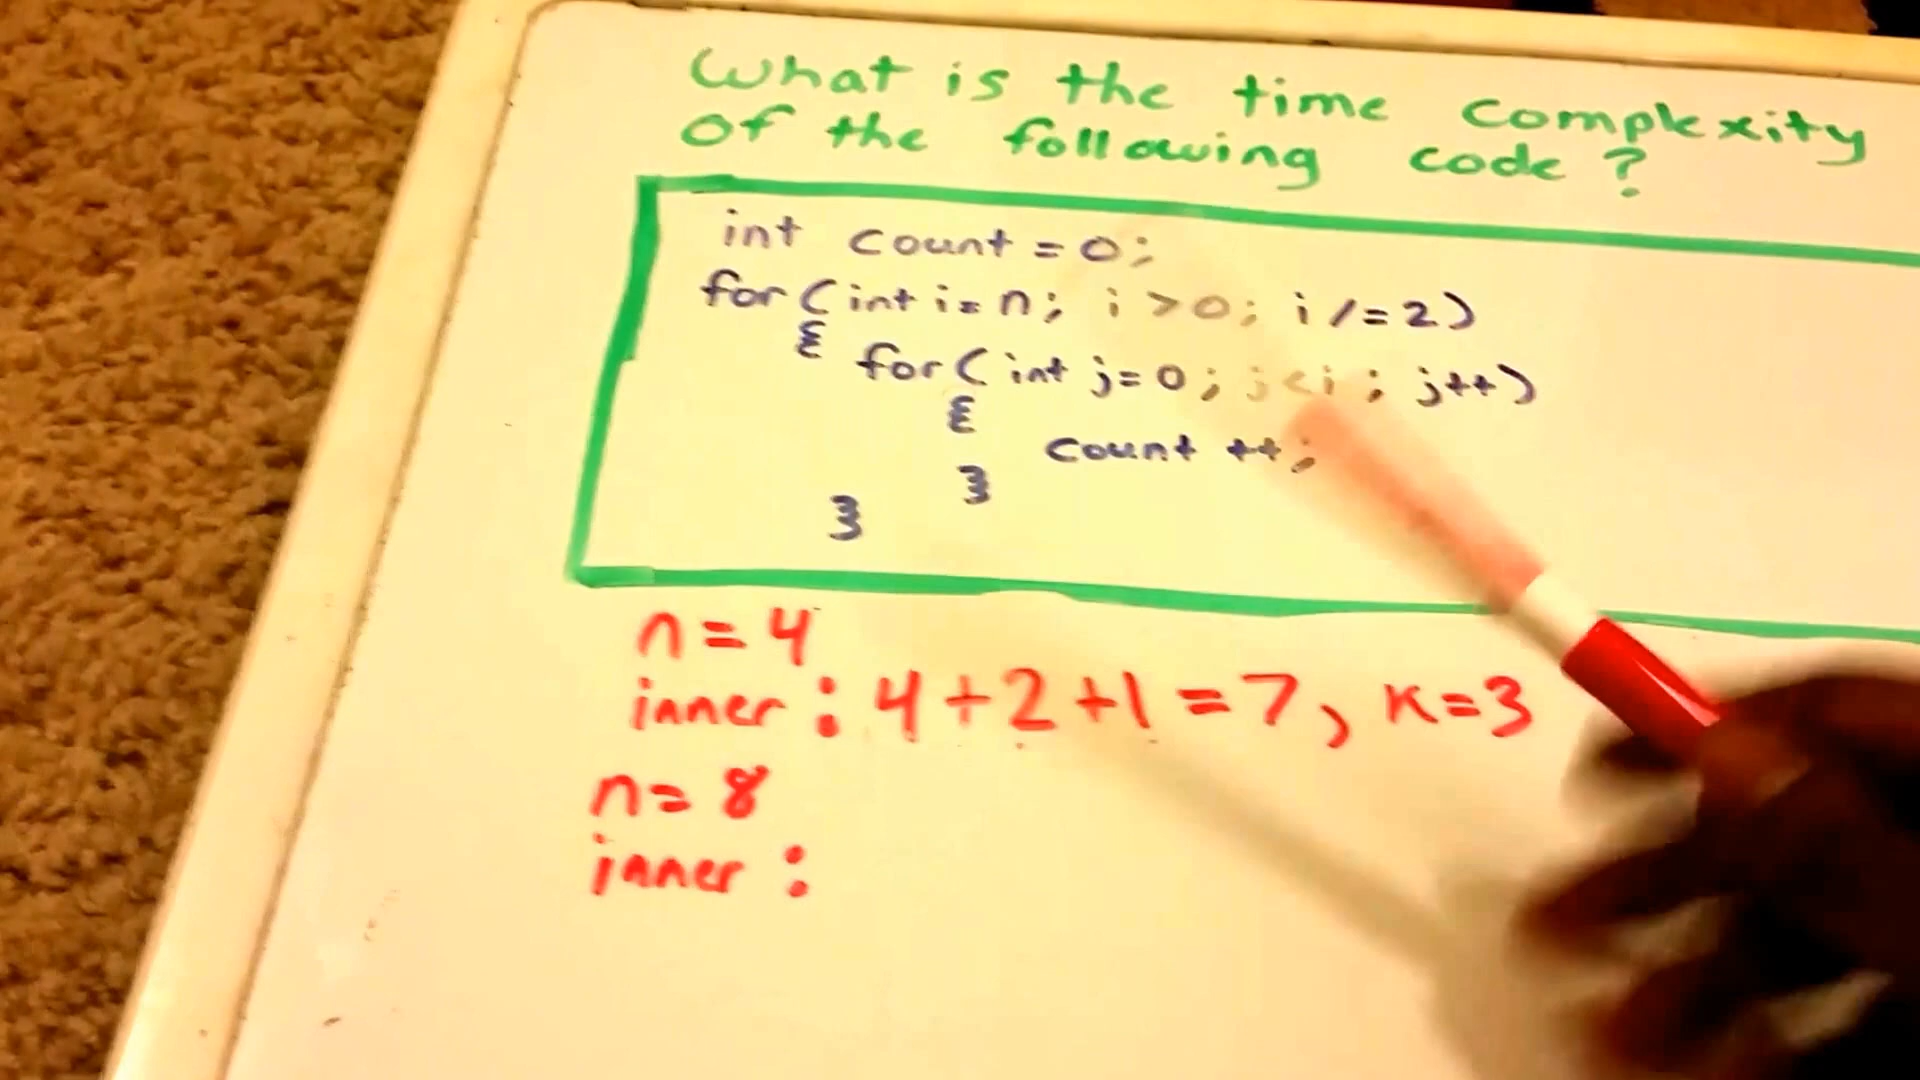 What is the time complexity
of the following code?
int count = 0;
for (int i = n; i > 0; i /= 2)
{
for (int j = 0; j < i; j++)
{
count ++;
}
}
n = 4
inner : 4 + 2 + 1 = 7, k = 3
n = 8
inner :